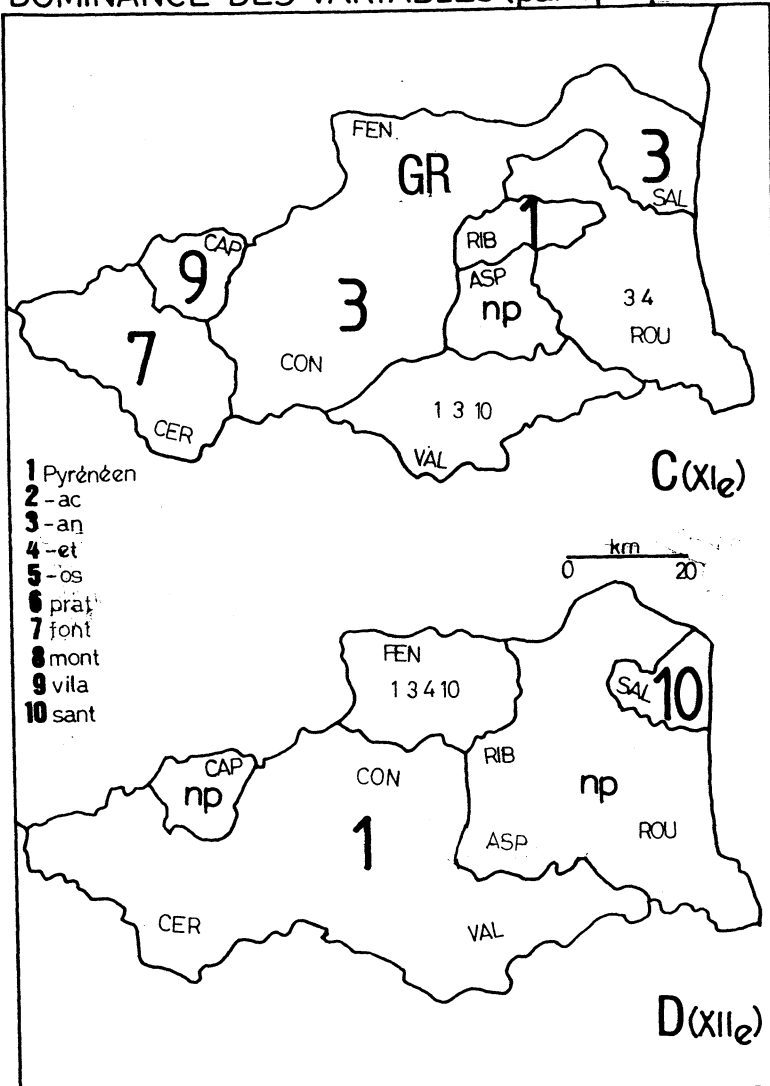 DOMINANCE DES VARIABLES (par
FEN.
GR
3
SAL
CAP
9
RIB
1
ASP
np
3 4
ROU
3
7
CON
1 3 10
CER
VAL
C(XIe)
1 Pyrénéen
2 -ac
3 -an
4 -et
5 -os
6 prat
7 font
8 mont
9 vila
10 sant
km
0 20
FEN
1 3 4 10
SAL 10
CAP
np
CON
RIB
np
1
ASP
ROU
CER
VAL
D(XIIe)